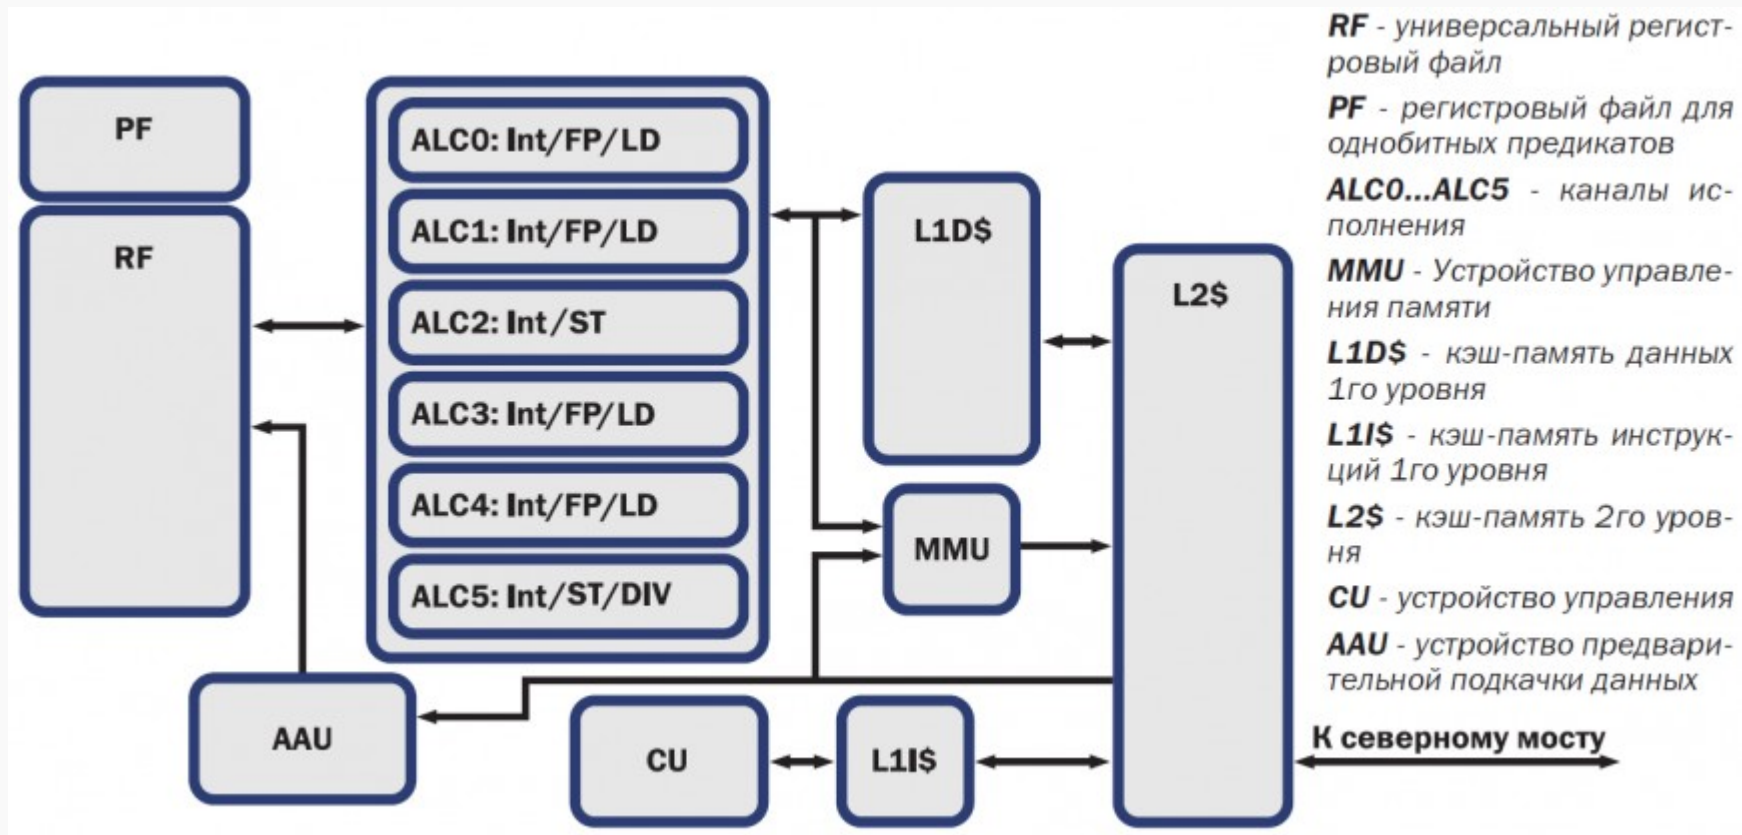 PF
RF
ALC0: Int/FP/LD
ALC1: Int/FP/LD
ALC2: Int/ST
ALC3: Int/FP/LD
ALC4: Int/FP/LD
ALC5: Int/ST/DIV
L1D$
MMU
L2$
AAU
CU
L1I$
RF - универсальный регист-
ровый файл
PF - регистровый файл для
однобитных предикатов
ALC0...ALC5 - каналы ис-
полнения
MMU - Устройство управле-
ния памяти
L1D$ - кэш-память данных
1го уровня
L1I$ - кэш-память инструк-
ций 1го уровня
L2$ - кэш-память 2го уров-
ня
CU - устройство управления
AAU - устройство предвари-
тельной подкачки данных
К северному мосту